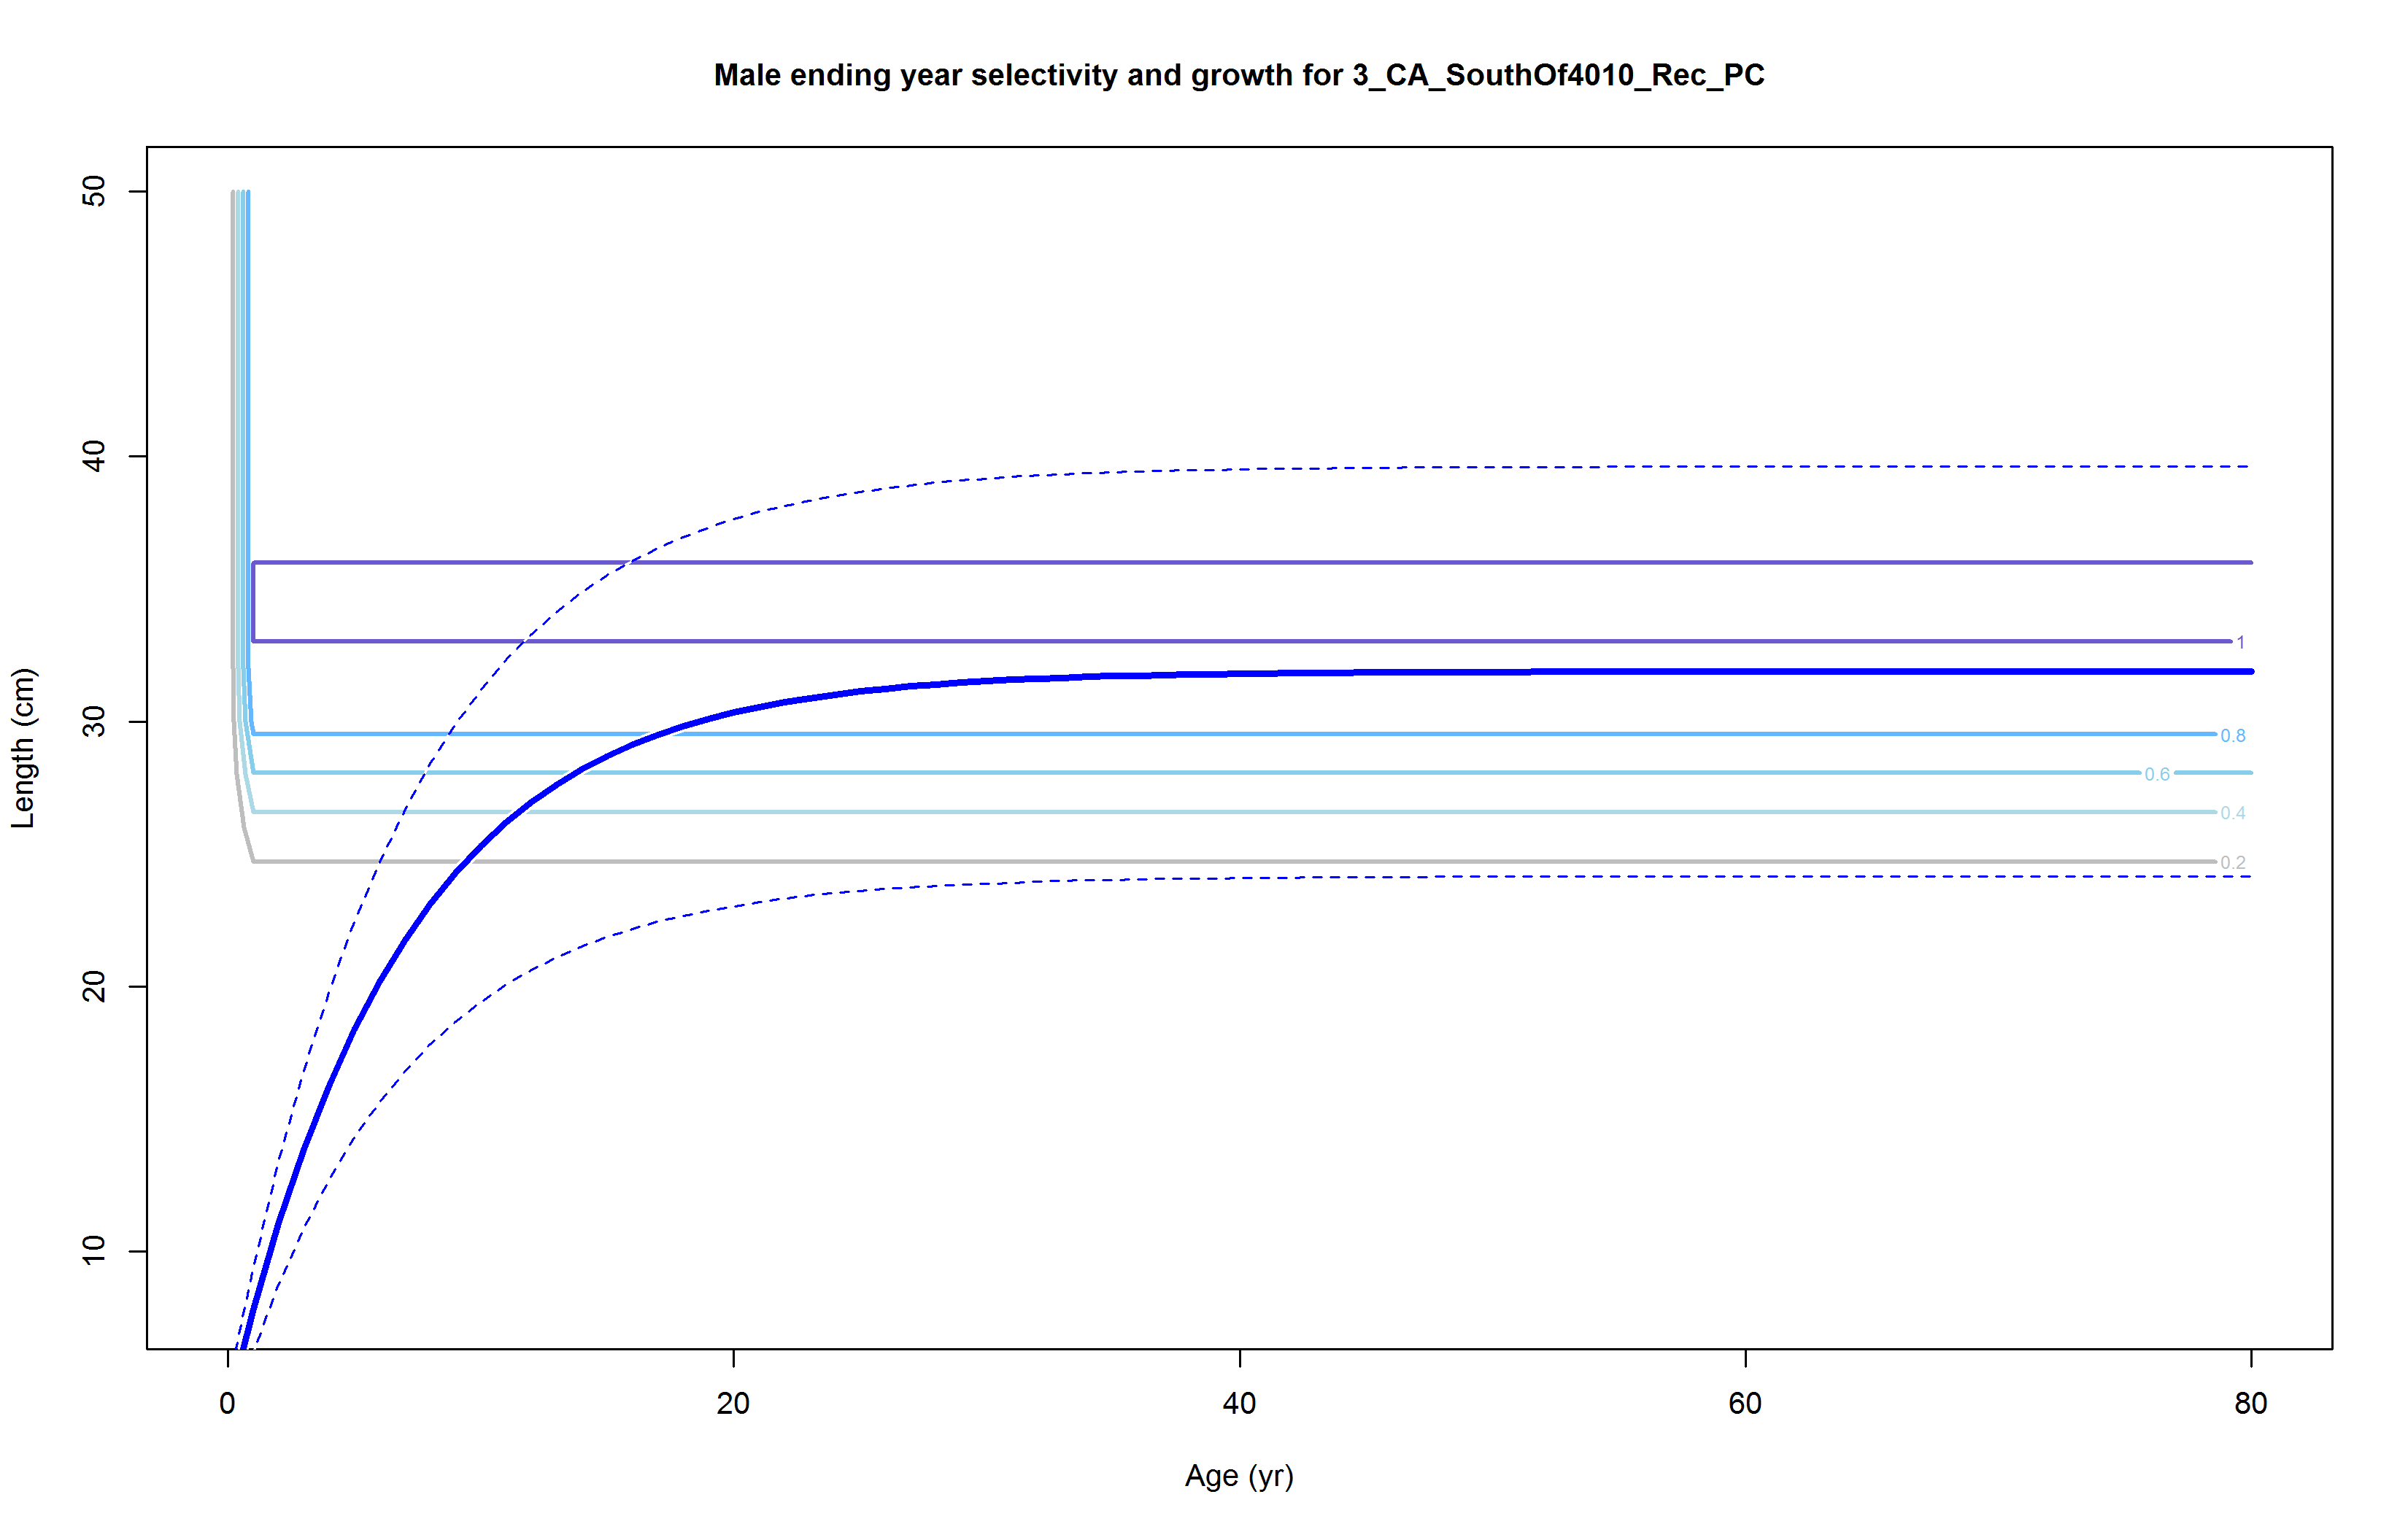 Male ending year selectivity and growth for 3_CA_SouthOf4010_Rec_PC
50
40
30
20
10
Length (cm)
1
0.8
0.6
0.4
0.2
0 20 40 60 80
Age (yr)